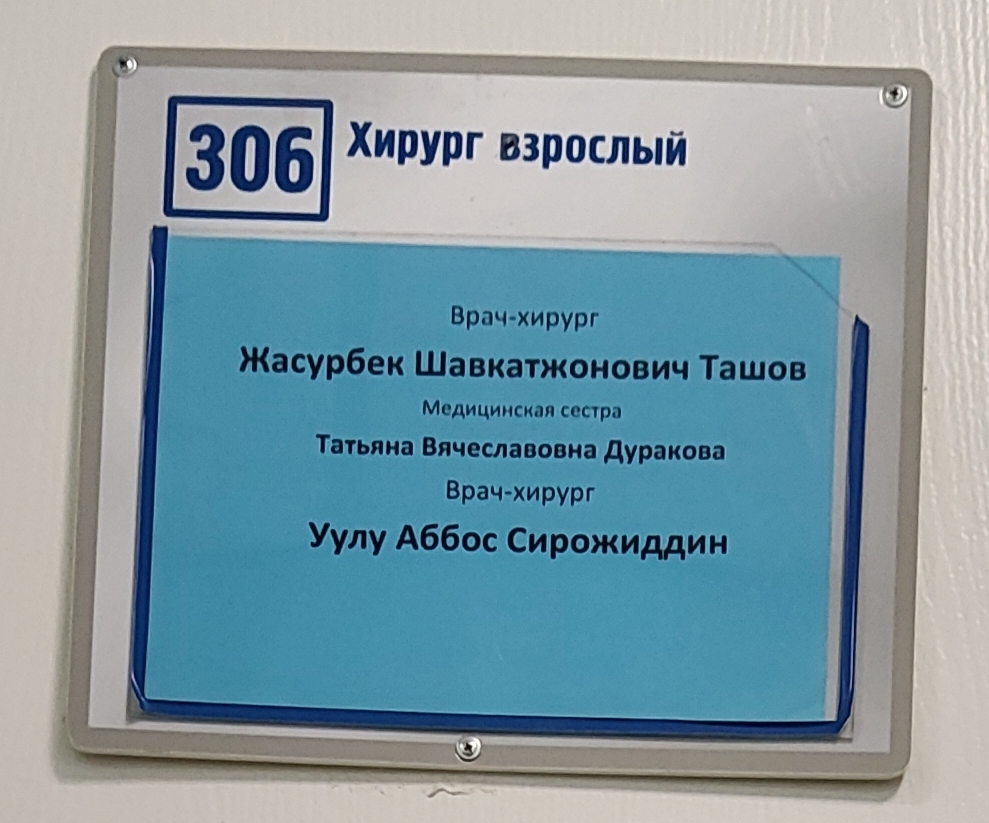 306 Хирург взрослый
Врач-хирург
Жасурбек Шавкатжонович Ташов
Медицинская сестра
Татьяна Вячеславовна Дуракова
Врач-хирург
Уулу Аббос Сирожиддин